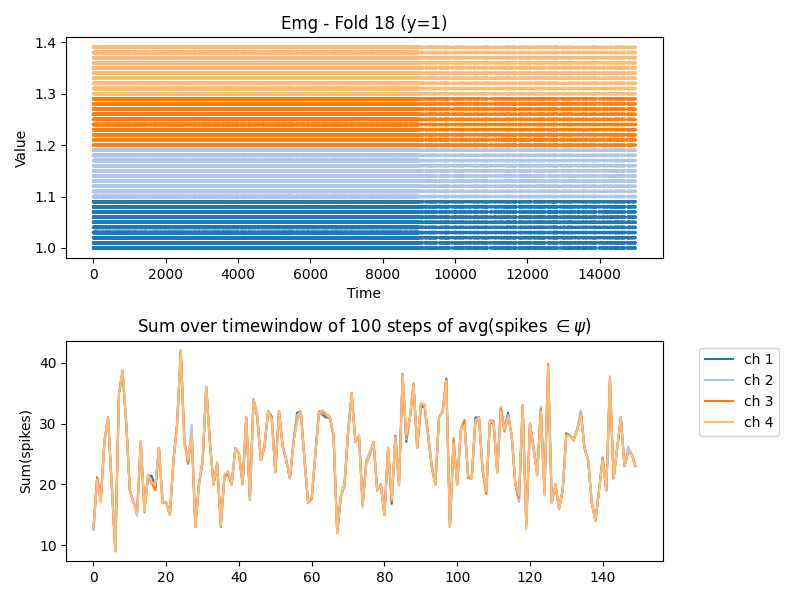 Emg - Fold 18 (y=1)
1.4
1.3
1.2
1.1
1.0
Value
0 2000 4000 6000 8000 10000 12000 14000
Time
Sum over timewindow of 100 steps of avg(spikes ∈ ψ)
40
30
20
10
Sum(spikes)
0 20 40 60 80 100 120 140
ch 1
ch 2
ch 3
ch 4